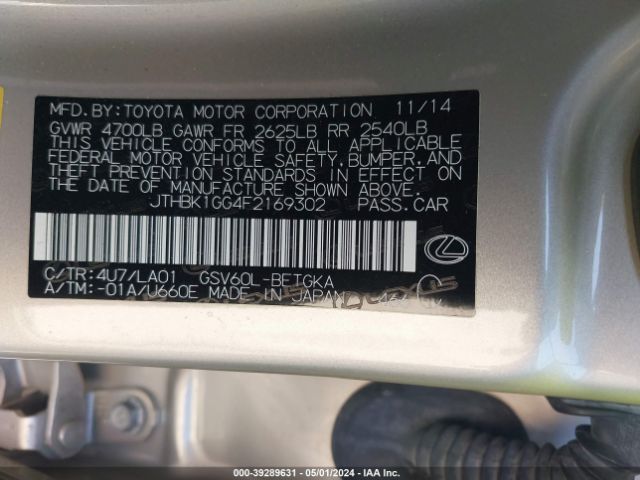 MFD.BY:TOYOTA MOTOR CORPORATION 11/14
GVWR 4700LB GAWR FR 2625LB RR 2540LB
THIS VEHICLE CONFORMS TO ALL APPLICABLE
FEDERAL MOTOR VEHICLE SAFETY,BUMPER,AND
THEFT PREVENTION STANDARDS IN EFFECT ON
THE DATE OF MANUFACTURE SHOWN ABOVE.
JTHBK1GG4F2169302 PASS.CAR
C/TR:4U7/LA01 GSV60L-BETGKA
A/TM:-01A/U660E MADE IN JAPAN
000-39289631 - 05/01/2024 - IAA Inc.